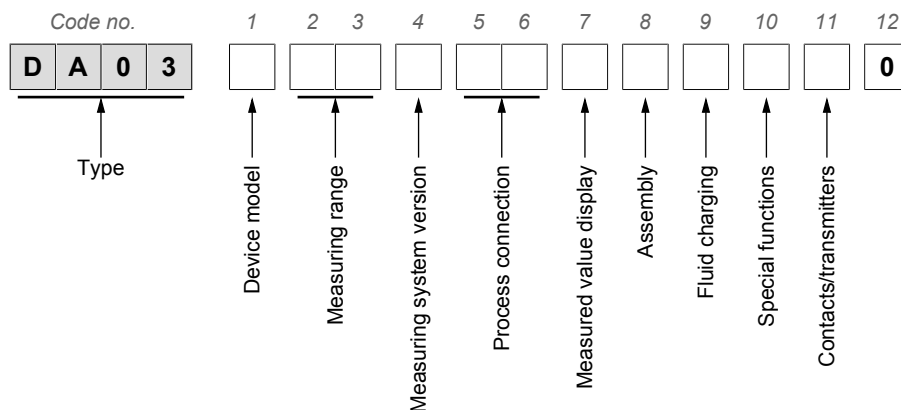 Code no. 1 2 3 4 5 6 7 8 9 10 11 12
D A 0 3 0
Type
Device model
Measuring range
Measuring system version
Process connection
Measured value display
Assembly
Fluid charging
Special functions
Contacts/transmitters